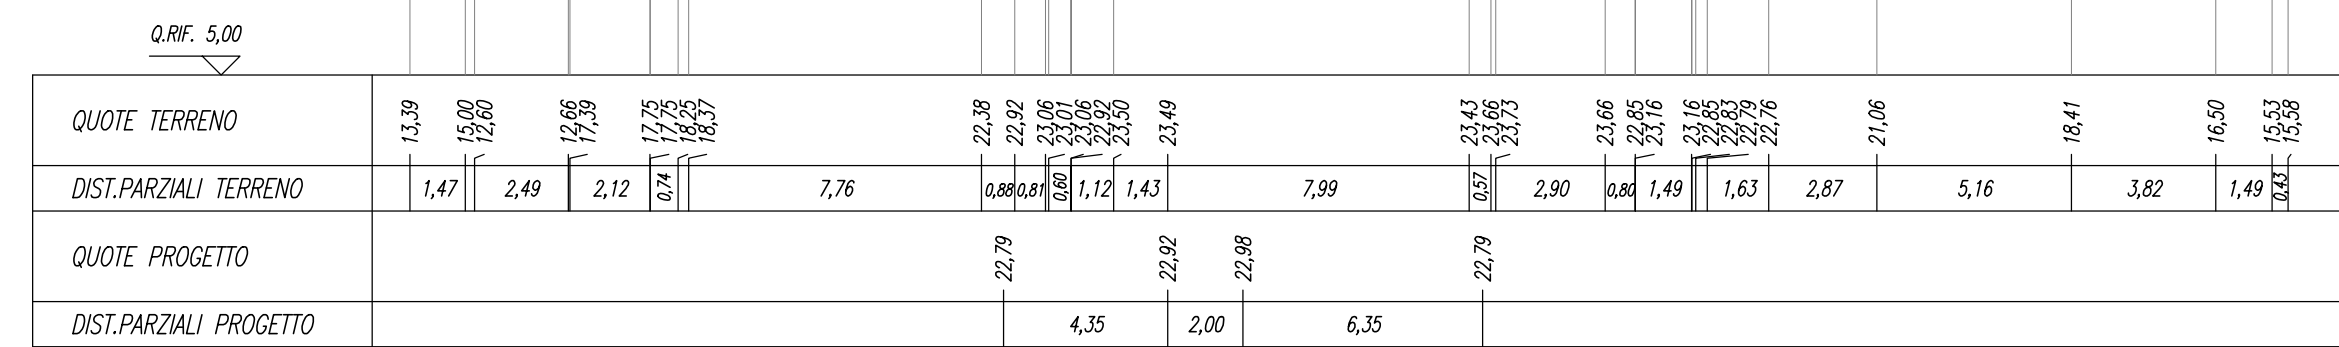 Q.RIF. 5,00
QUOTE TERRENO 13,39 15,00 12,60 12,66 17,39 17,75 17,75 18,25 18,37 22,38 22,92 23,06 23,01 23,06 22,92 23,50 23,49 23,43 23,66 23,73 23,66 22,85 23,16 23,16 22,85 22,83 22,79 22,76 21,06 18,41 16,50 15,53 15,58
DIST.PARZIALI TERRENO 1,47 2,49 2,12 0,74 7,76 0,88 0,81 0,60 1,12 1,43 7,99 0,57 2,90 0,80 1,49 1,63 2,87 5,16 3,82 1,49 0,43
QUOTE PROGETTO 22,79 22,92 22,98 22,79
DIST.PARZIALI PROGETTO 4,35 2,00 6,35